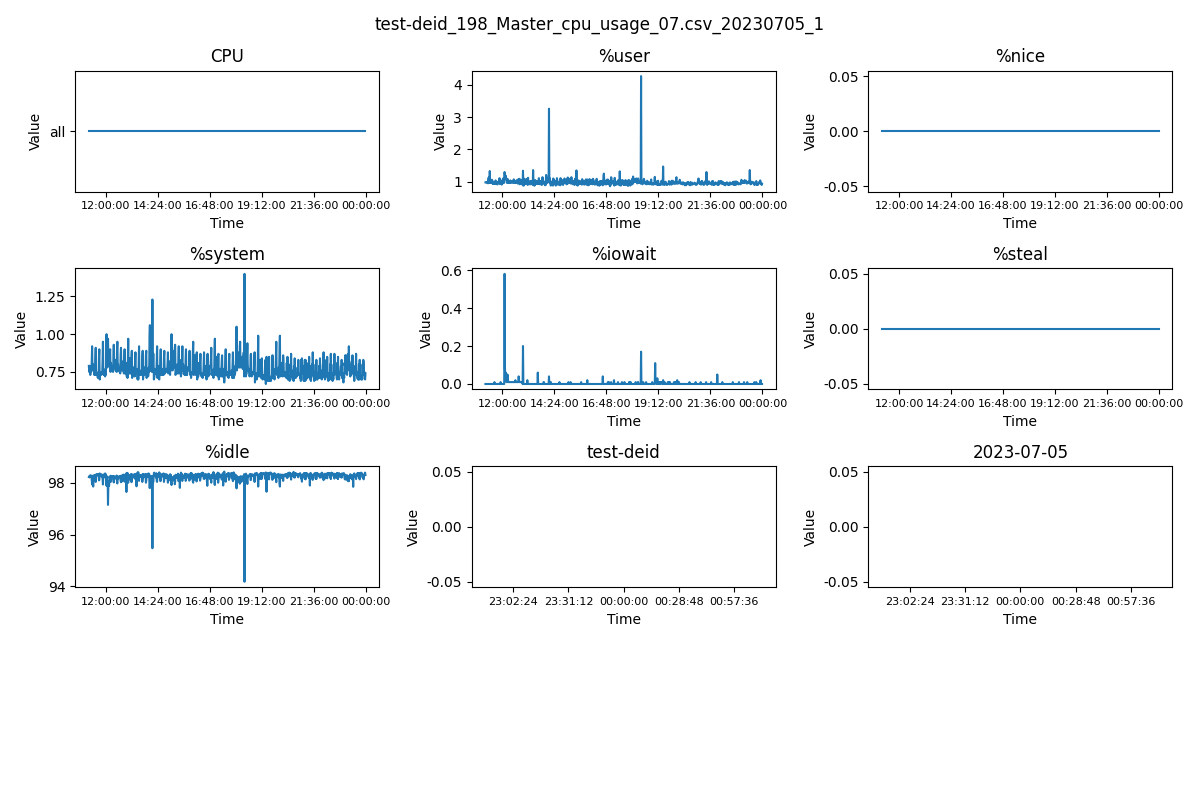 test-deid_198_Master_cpu_usage_07.csv_20230705_1
CPU
Value
all
12:00:00 14:24:00 16:48:00 19:12:00 21:36:00 00:00:00
Time
%user
Value
4
3
2
1
12:00:00 14:24:00 16:48:00 19:12:00 21:36:00 00:00:00
Time
%nice
Value
0.05
0.00
-0.05
12:00:00 14:24:00 16:48:00 19:12:00 21:36:00 00:00:00
Time
%system
Value
1.25
1.00
0.75
12:00:00 14:24:00 16:48:00 19:12:00 21:36:00 00:00:00
Time
%iowait
Value
0.6
0.4
0.2
0.0
12:00:00 14:24:00 16:48:00 19:12:00 21:36:00 00:00:00
Time
%steal
Value
0.05
0.00
-0.05
12:00:00 14:24:00 16:48:00 19:12:00 21:36:00 00:00:00
Time
%idle
Value
98
96
94
12:00:00 14:24:00 16:48:00 19:12:00 21:36:00 00:00:00
Time
test-deid
Value
0.05
0.00
-0.05
23:02:24 23:31:12 00:00:00 00:28:48 00:57:36
Time
2023-07-05
Value
0.05
0.00
-0.05
23:02:24 23:31:12 00:00:00 00:28:48 00:57:36
Time